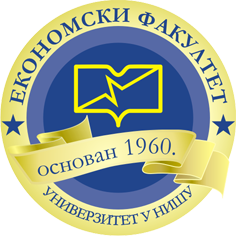 ЕКОНОМСКИ ФАКУЛТЕТ
основан 1960.
УНИВЕРЗИТЕТ У НИШУ